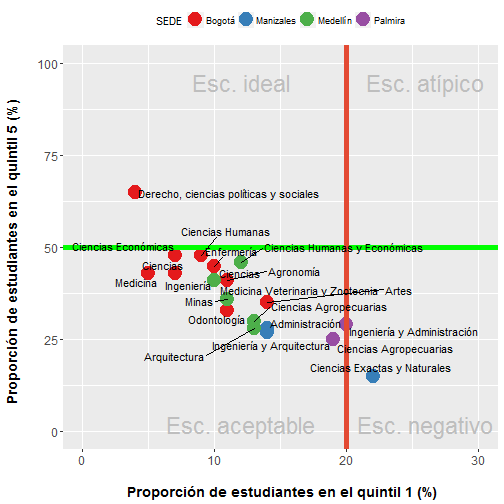 SEDE Bogotá Manizales Medellín Palmira
Proporción de estudiantes en el quintil 5 (%)
100
75
50
25
0
Esc. ideal
Esc. atípico
Derecho, ciencias políticas y sociales
Ciencias Humanas
Ciencias Económicas
Enfermería
Ciencias Humanas y Económicas
Ciencias
Ciencias
Agronomía
Medicina
Ingeniería
Medicina Veterinaria y Zootecnia
Artes
Minas
Ciencias Agropecuarias
Odontología
Administración
Ingeniería y Administración
Ingeniería y Arquitectura
Ciencias Agropecuarias
Arquitectura
Ciencias Exactas y Naturales
Esc. aceptable
Esc. negativo
0
10
20
30
Proporción de estudiantes en el quintil 1 (%)